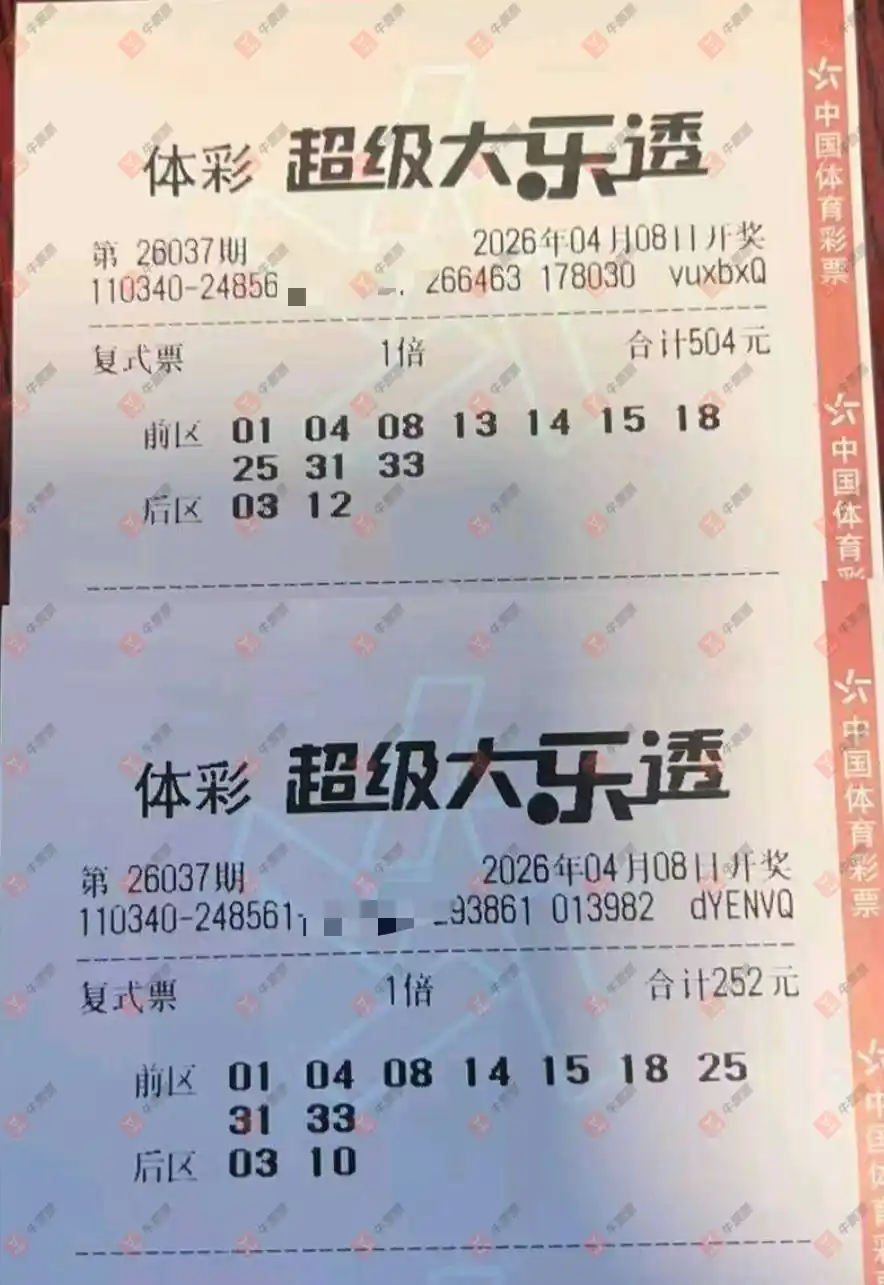 体彩 超级大乐透
第 26037期 2026年04月08日开奖
110340-24856 266463 178030 vuxbxQ
复式票 1倍 合计504元
前区 01 04 08 13 14 15 18
25 31 33
后区 03 12
中国体育彩票
中国体育彩
体彩 超级大乐透
第 26037期 2026年04月08日开奖
110340-248561- 93861 013982 dYENVQ
复式票 1倍 合计252元
前区 01 04 08 14 15 18 25
31 33
后区 03 10
中国体育彩票
中国体育彩